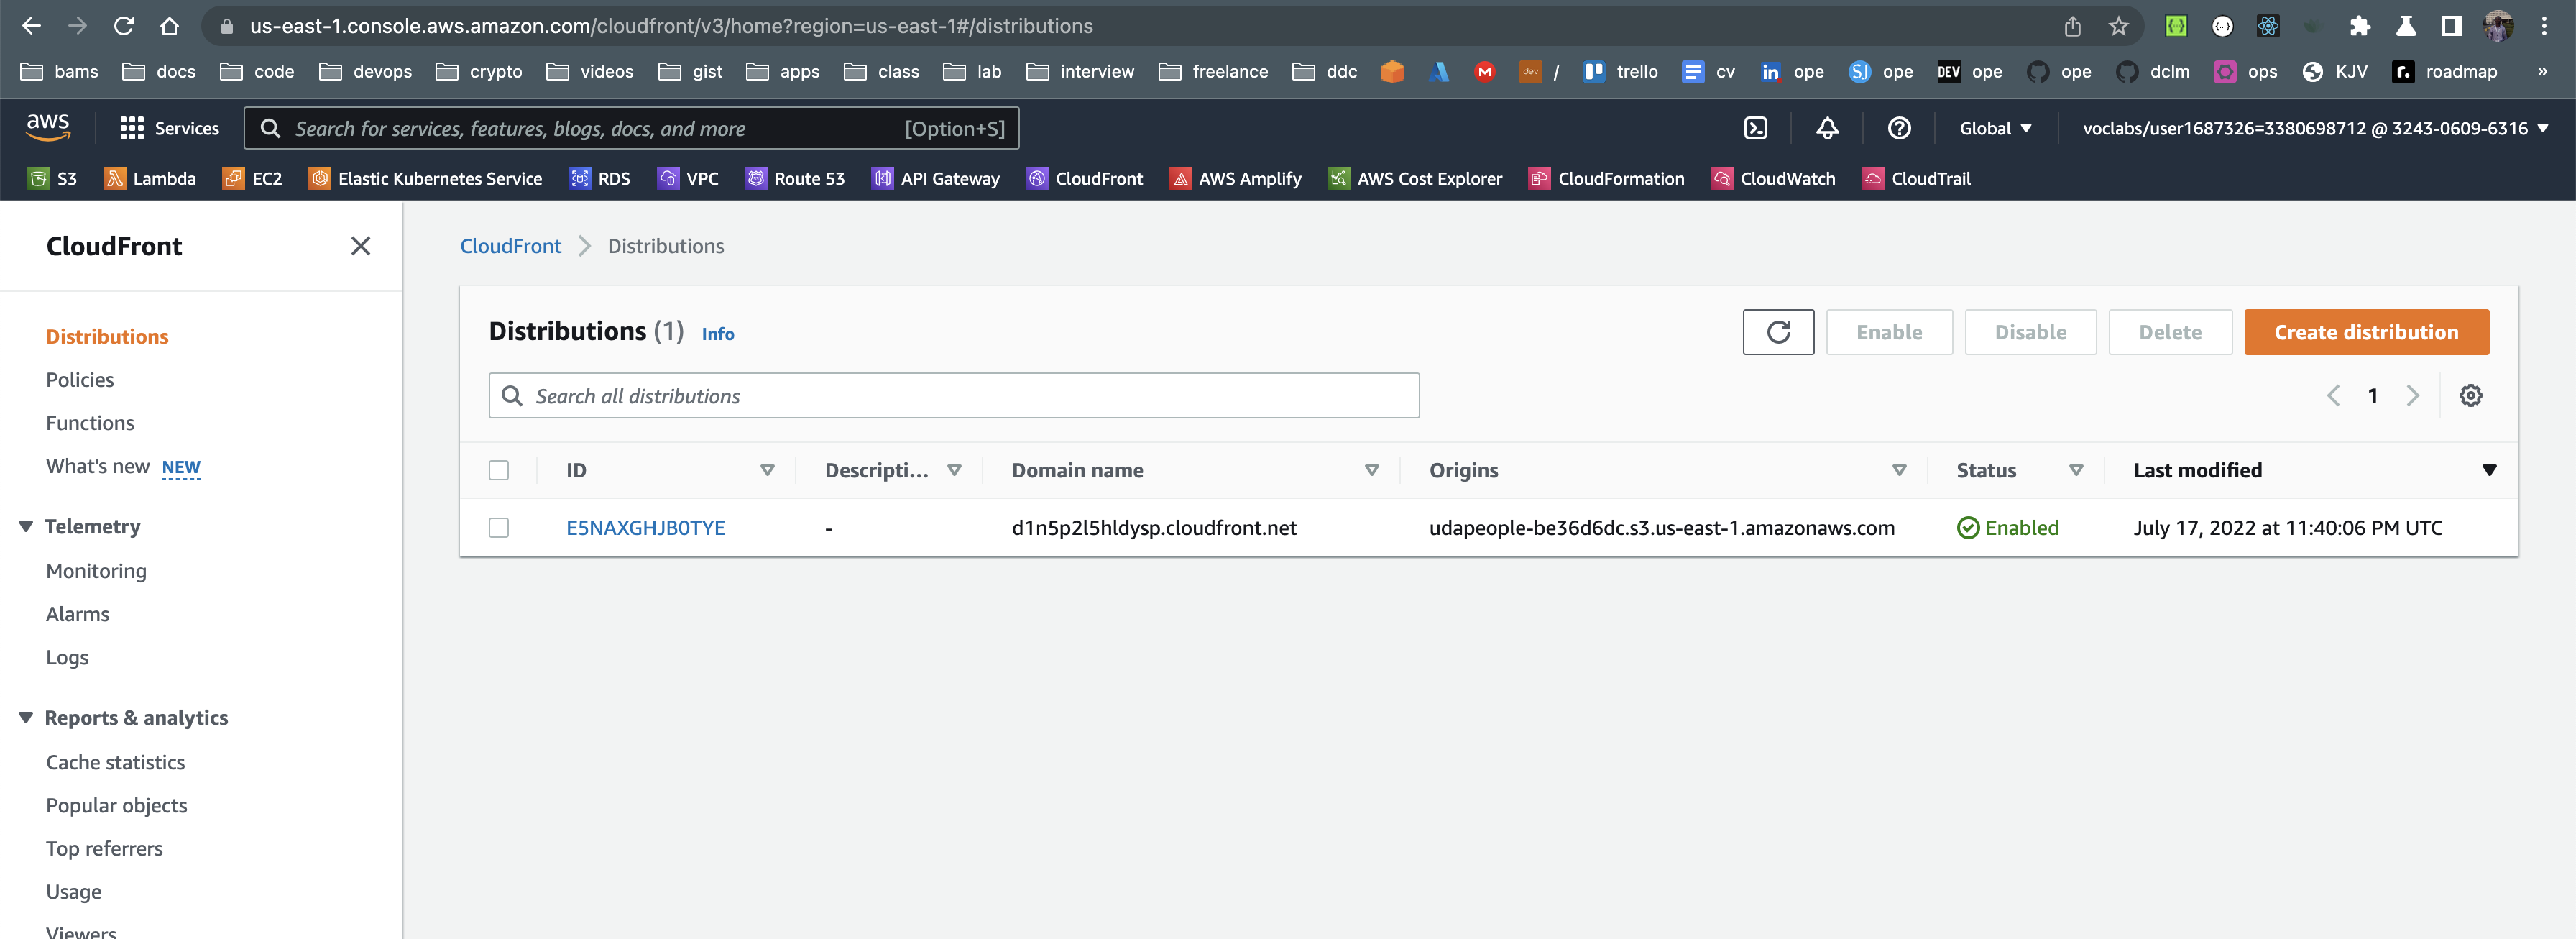 us-east-1.console.aws.amazon.com/cloudfront/v3/home?region=us-east-1#/distributions
bams docs code devops crypto videos gist apps class lab interview freelance ddc M dev / trello cv in ope SJ ope DEV ope ope dclm ops KJV r. roadmap »
aws Services Search for services, features, blogs, docs, and more [Option+S] Global voclabs/user1687326=3380698712 @ 3243-0609-6316
S3 Lambda EC2 Elastic Kubernetes Service RDS VPC Route 53 API Gateway CloudFront AWS Amplify AWS Cost Explorer CloudFormation CloudWatch CloudTrail
CloudFront
Distributions
Policies
Functions
What's new NEW
Telemetry
Monitoring
Alarms
Logs
Reports & analytics
Cache statistics
Popular objects
Top referrers
Usage
Viewers
CloudFront Distributions
Distributions (1) Info Enable Disable Delete Create distribution
Search all distributions 1
ID Descripti... Domain name Origins Status Last modified
E5NAXGHJB0TYE - d1n5p2l5hldysp.cloudfront.net udapeople-be36d6dc.s3.us-east-1.amazonaws.com Enabled July 17, 2022 at 11:40:06 PM UTC